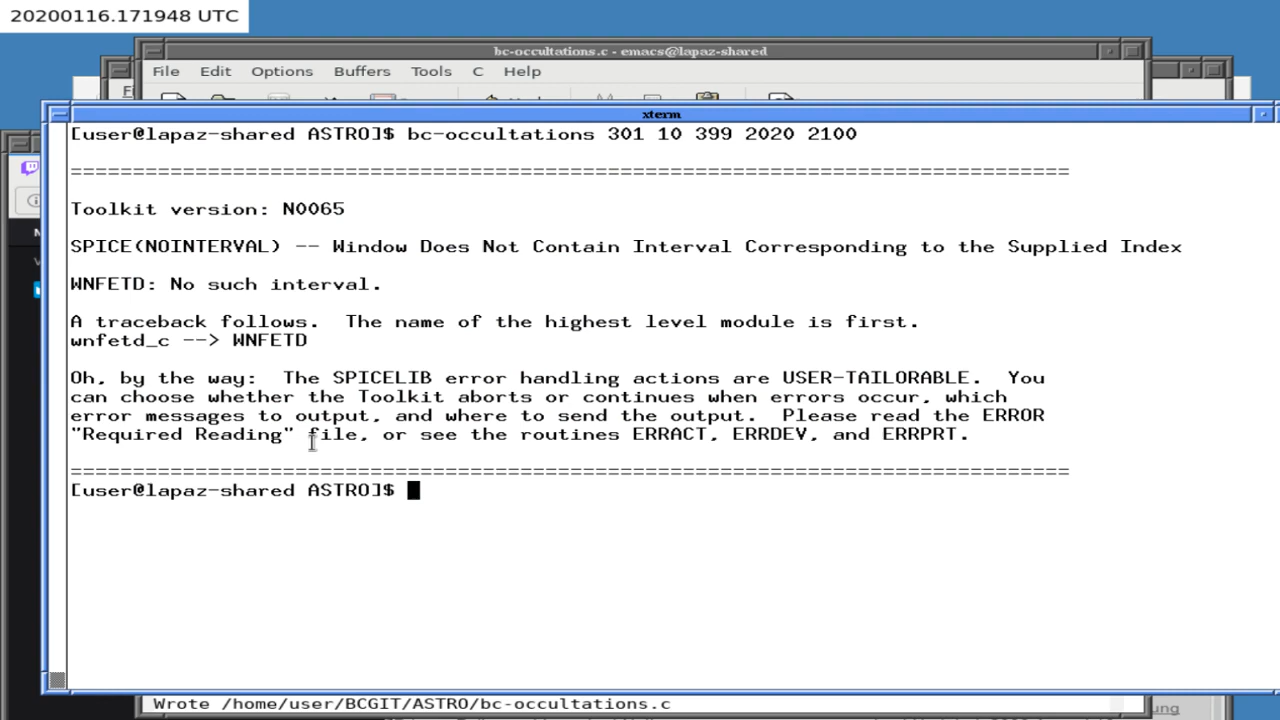 20200116.171948 UTC
bc-occultations.c - emacs@lapaz-shared
File Edit Options Buffers Tools C Help
xterm
[user@lapaz-shared ASTRO]$ bc-occultations 301 10 399 2020 2100
================================================================================
Toolkit version: N0065
SPICE(NOINTERVAL) -- Window Does Not Contain Interval Corresponding to the Supplied Index
WNFETD: No such interval.
A traceback follows.  The name of the highest level module is first.
wnfetd_c --> WNFETD
Oh, by the way:  The SPICELIB error handling actions are USER-TAILORABLE.  You
can choose whether the Toolkit aborts or continues when errors occur, which
error messages to output, and where to send the output.  Please read the ERROR
"Required Reading" file, or see the routines ERRACT, ERRDEV, and ERRPRT.
================================================================================
[user@lapaz-shared ASTRO]$
Wrote /home/user/BCGIT/ASTRO/bc-occultations.c
ung